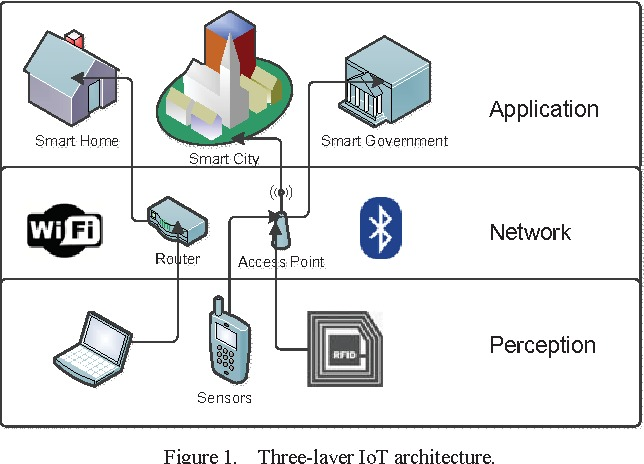 Smart Home
Smart City
Smart Government
Application
WiFi
Router
Access Point
Network
Sensors
RFID
Perception
Figure 1. Three-layer IoT architecture.